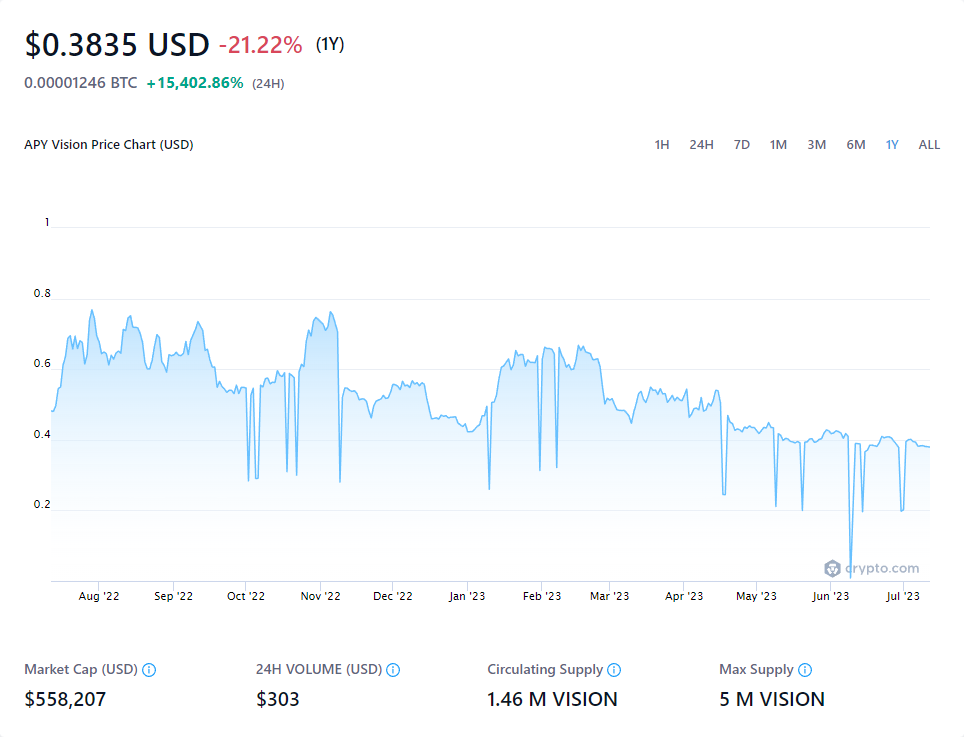 $0.3835 USD -21.22% (1Y)
0.00001246 BTC +15,402.86% (24H)
APY Vision Price Chart (USD) 1H 24H 7D 1M 3M 6M 1Y ALL
1
0.8
0.6
0.4
0.2
crypto.com
Aug '22 Sep '22 Oct '22 Nov '22 Dec '22 Jan '23 Feb '23 Mar '23 Apr '23 May '23 Jun '23 Jul '23
Market Cap (USD) 24H VOLUME (USD) Circulating Supply Max Supply
$558,207 $303 1.46 M VISION 5 M VISION